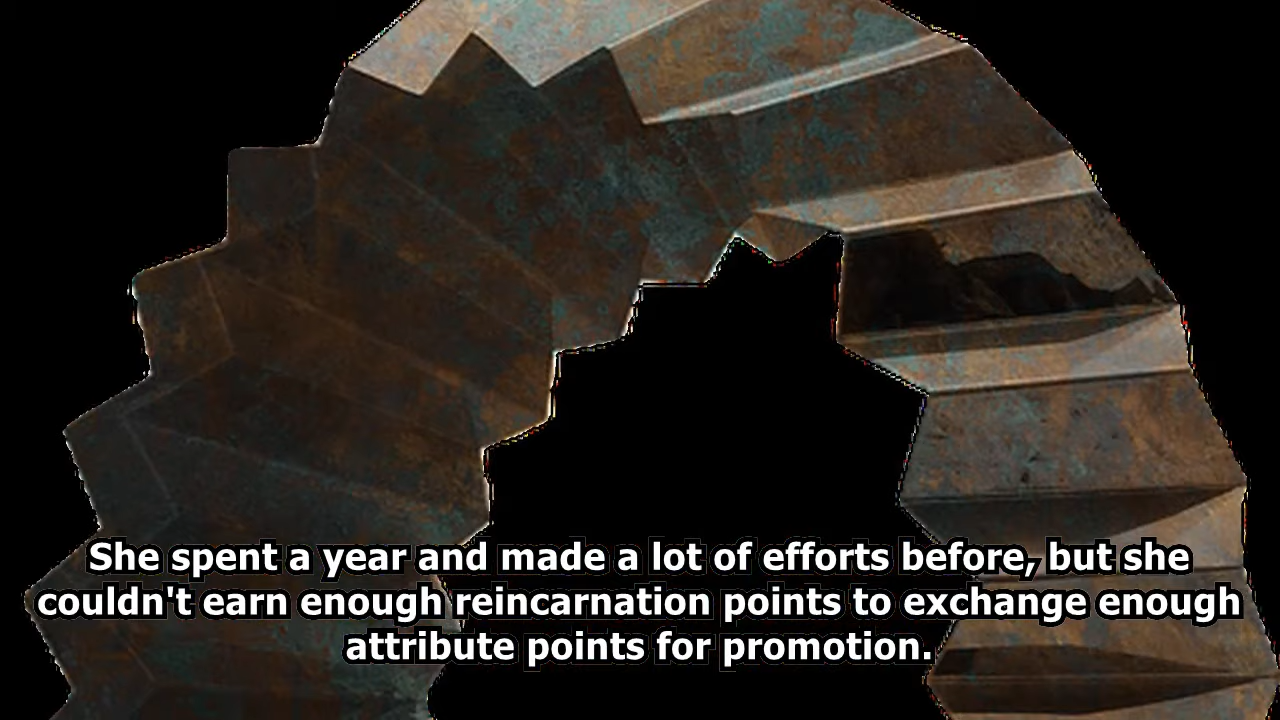 She spent a year and made a lot of efforts before, but she
couldn't earn enough reincarnation points to exchange enough
attribute points for promotion.